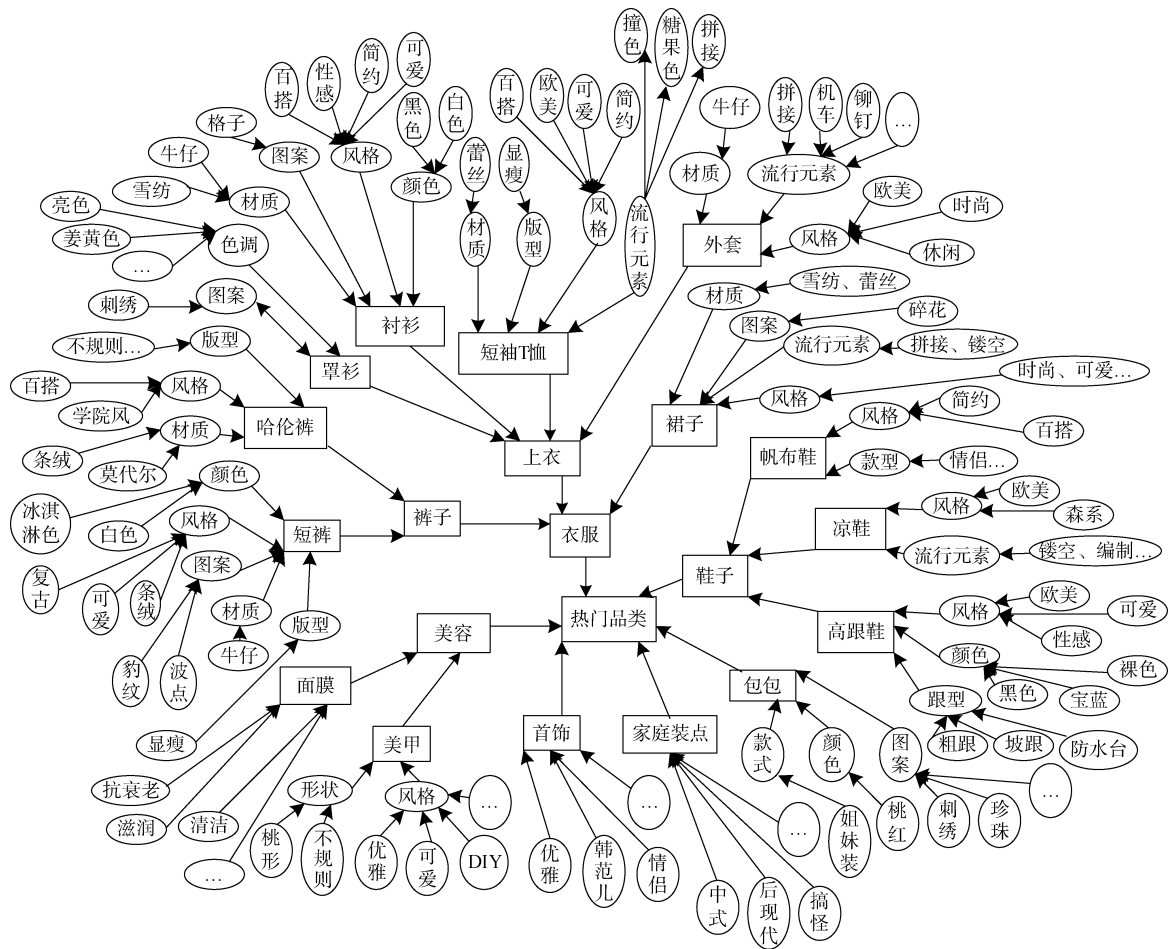 撞色
糖果色
拼接
可爱
简约
性感
百搭
百搭
欧美
可爱
简约
黑色
白色
牛仔
拼接
机车
铆钉
…
格子
图案
风格
颜色
蕾丝
显瘦
牛仔
雪纺
材质
材质
版型
风格
流行元素
材质
流行元素
欧美
时尚
风格
休闲
外套
亮色
姜黄色
…
色调
刺绣
图案
衬衫
短袖T恤
罩衫
材质
雪纺、蕾丝
图案
碎花
流行元素
拼接、镂空
不规则…
版型
百搭
学院风
风格
哈伦裤
条绒
莫代尔
材质
上衣
裙子
风格
时尚、可爱…
风格
简约
百搭
帆布鞋
款型
情侣…
冰淇淋色
白色
颜色
短裤
裤子
衣服
凉鞋
风格
欧美
森系
流行元素
镂空、编制…
复古
可爱
条绒
风格
图案
豹纹
波点
材质
牛仔
版型
显瘦
鞋子
热门品类
美容
高跟鞋
风格
欧美
可爱
性感
颜色
裸色
宝蓝
黑色
跟型
粗跟
坡跟
防水台
面膜
抗衰老
滋润
清洁
…
美甲
形状
桃形
不规则
风格
…
优雅
可爱
DIY
首饰
优雅
韩范儿
情侣
…
家庭装点
中式
后现代
搞怪
…
包包
款式
姐妹装
颜色
桃红
图案
刺绣
珍珠
…